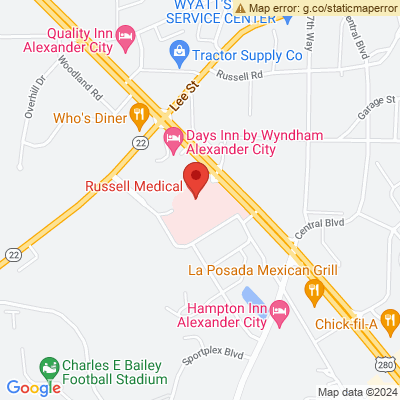 Map error: g.co/staticmaperror
WYATT'S
SERVICE CENTER
Quality Inn
Alexander City
Tractor Supply Co
Russell Rd
7th Way
Central Blvd
Overhill Dr
Woodland Rd
Lee St
Garage St
Who's Diner
22
Days Inn by Wyndham
Alexander City
Russell Medical
22
Central Blvd
La Posada Mexican Grill
Hampton Inn
Alexander City
Chick-fil-A
Sportplex Blvd
280
Charles E Bailey
Football Stadium
Google
Map data ©2024